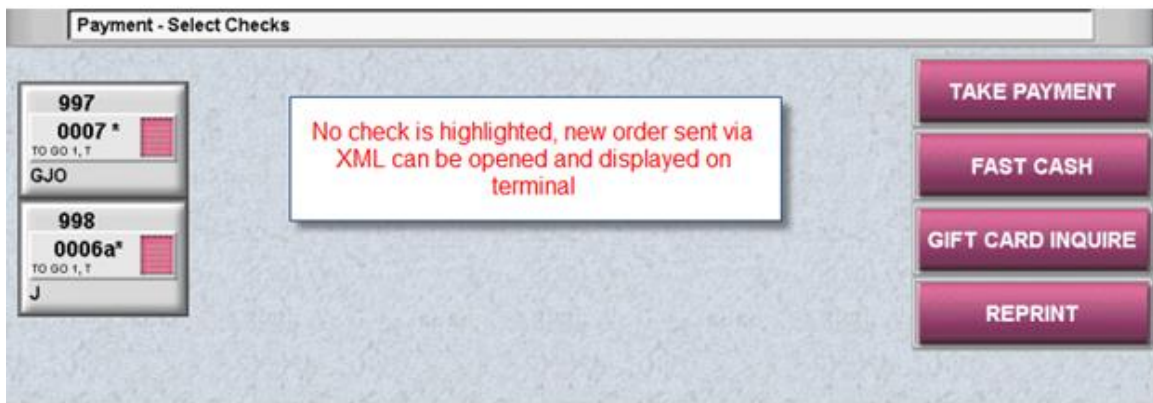 Payment - Select Checks
997
0007 *
TO GO 1, T
GJO
998
0006a*
TO GO 1, T
J
No check is highlighted, new order sent via
XML can be opened and displayed on
terminal
TAKE PAYMENT
FAST CASH
GIFT CARD INQUIRE
REPRINT